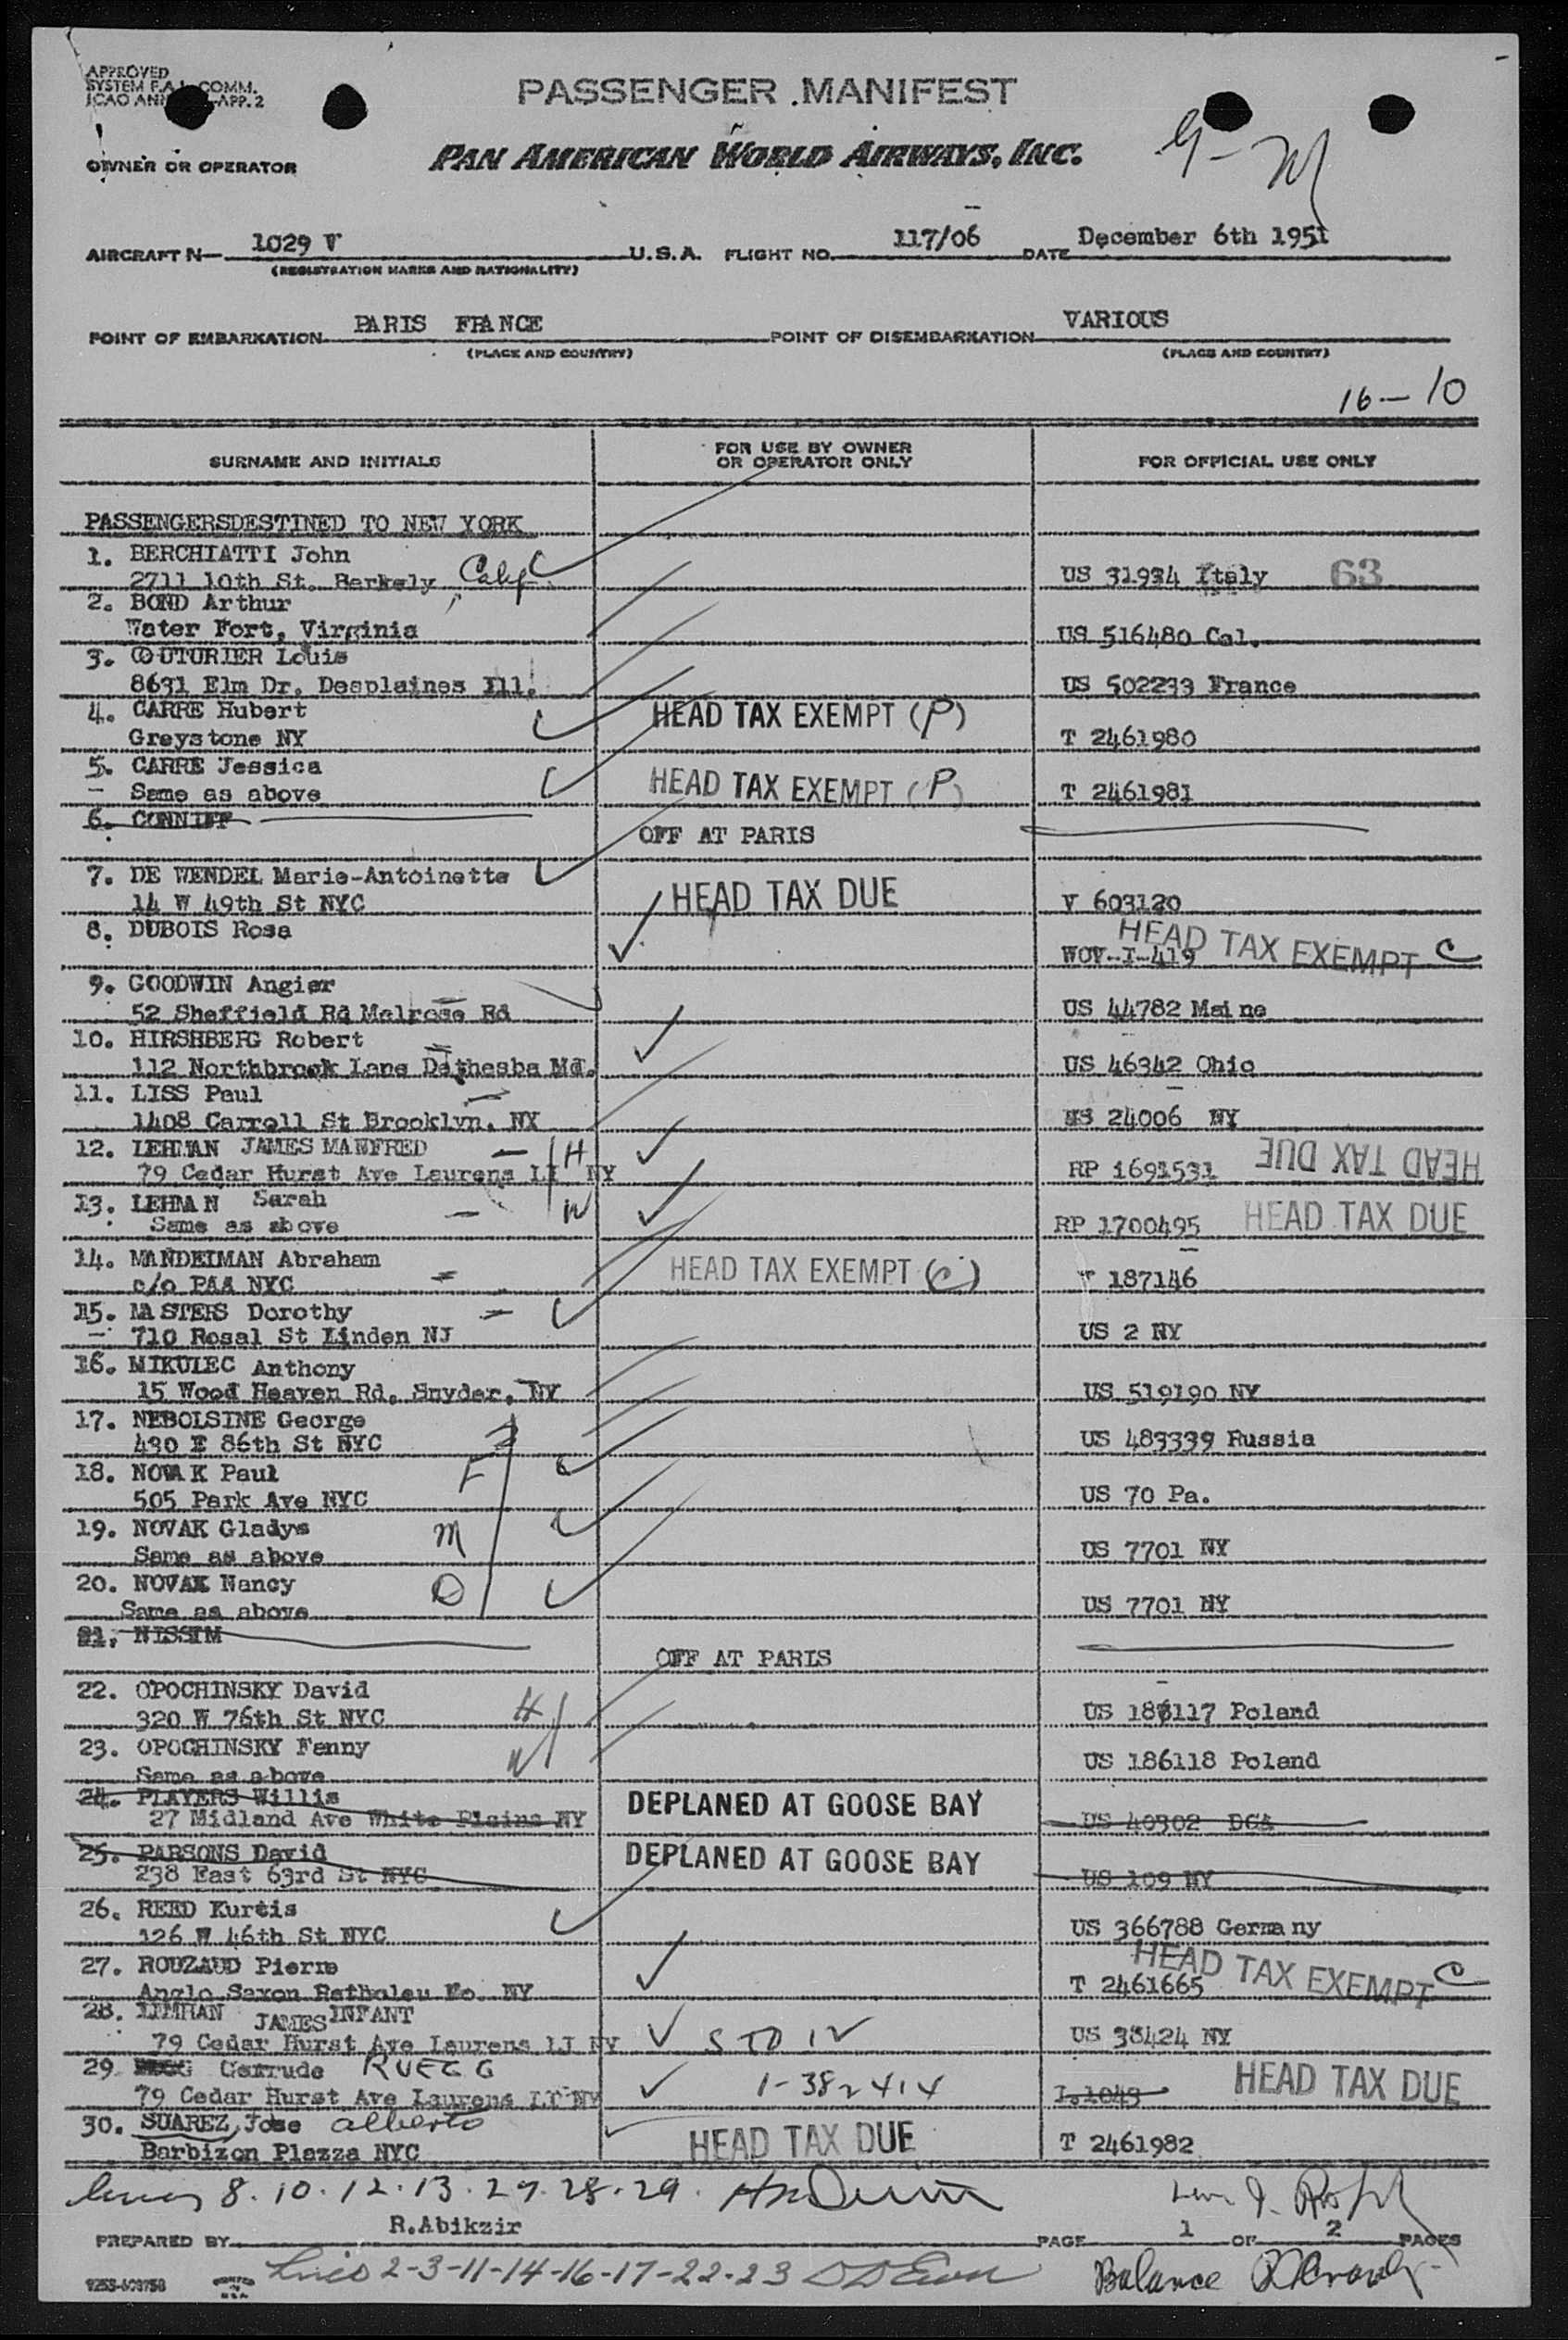 APPROVED
SYSTEM F.A.L. COMM.
ICAO ANN APP. 2
PASSENGER MANIFEST
OWNER OR OPERATOR PAN AMERICAN WORLD AIRWAYS, INC.
G-M
AIRCRAFT N- 1029 V U.S.A. FLIGHT NO. 117/06 DATE December 6th 1951
(REGISTRATION MARKS AND NATIONALITY)
POINT OF EMBARKATION PARIS FRANCE POINT OF DISEMBARKATION VARIOUS
(PLACE AND COUNTRY) (PLACE AND COUNTRY)
16-10
SURNAME AND INITIALS FOR USE BY OWNER OR OPERATOR ONLY FOR OFFICIAL USE ONLY
PASSENGERSDESTINED TO NEW YORK
1. BERCHIATTI John
2711 10th St. Berkely, Calif. US 31934 Italy 63
2. BOND Arthur
Water Fort, Virginia US 516480 Cal.
3. COUTURIER Louis
8631 Elm Dr. Desplaines Ill. US 502233 France
4. CARRE Hubert HEAD TAX EXEMPT (P)
Greystone NY T 2461980
5. CARRE Jessica HEAD TAX EXEMPT (P)
Same as above T 2461981
6. CONNIFF
OFF AT PARIS
7. DE WENDEL Marie-Antoinette
14 W 49th St NYC HEAD TAX DUE V 603120
8. DUBOIS Rosa HEAD TAX EXEMPT C
WOV-I-419
9. GOODWIN Angier
52 Sheffield Rd Melrose Rd US 44782 Maine
10. HIRSHBERG Robert
112 Northbrook Lane Dethesba Md. US 46342 Ohio
11. LISS Paul
1408 Carroll St Brooklyn. NY US 24006 NY
12. LEHMAN JAMES MANFRED H
79 Cedar Hurst Ave Laurens LI NY RP 1691531 HEAD TAX DUE
13. LEHMAN Sarah W
Same as above RP 1700495 HEAD TAX DUE
14. MANDELMAN Abraham HEAD TAX EXEMPT (C)
c/o PAA NYC T 187146
15. MASTERS Dorothy
710 Rosal St Linden NJ US 2 NY
16. MIKULEC Anthony
15 Wood Heaven Rd. Snyder, NY US 519190 NY
17. NEBOLSINE George
430 E 86th St NYC US 483339 Russia
18. NOVAK Paul F
505 Park Ave NYC US 70 Pa.
19. NOVAK Gladys M
Same as above US 7701 NY
20. NOVAK Nancy D
Same as above US 7701 NY
21. NISSIM
OFF AT PARIS
22. OPOCHINSKY David H
320 W 76th St NYC US 186117 Poland
23. OPOCHINSKY Fenny W
Same as above US 186118 Poland
24. PLAYERS Willis DEPLANED AT GOOSE BAY
27 Midland Ave White Plains NY US 40302 DCA
25. PARSONS David DEPLANED AT GOOSE BAY
238 East 63rd St NYC US 109 NY
26. REED Kurtis
126 W 46th St NYC US 366788 Germany
27. ROUZAUD Pierre HEAD TAX EXEMPT C
Anglo Saxon NY T 2461665
28. LEHMAN JAMES INFANT
79 Cedar Hurst Ave Laurens LI NY US 38424 NY
29 Gertrude RUEGG 1-382414 HEAD TAX DUE
79 Cedar Hurst Ave Laurens LI NY I.1043
30. SUAREZ, Jose alberto
Barbizon Plazza NYC HEAD TAX DUE T 2461982
8.10.12.13.27.28.29.
PREPARED BY R.Abikzir PAGE 1 OF 2 PAGES
Lines 2-3-11-14-16-17-22-23 Balance
9255-603758